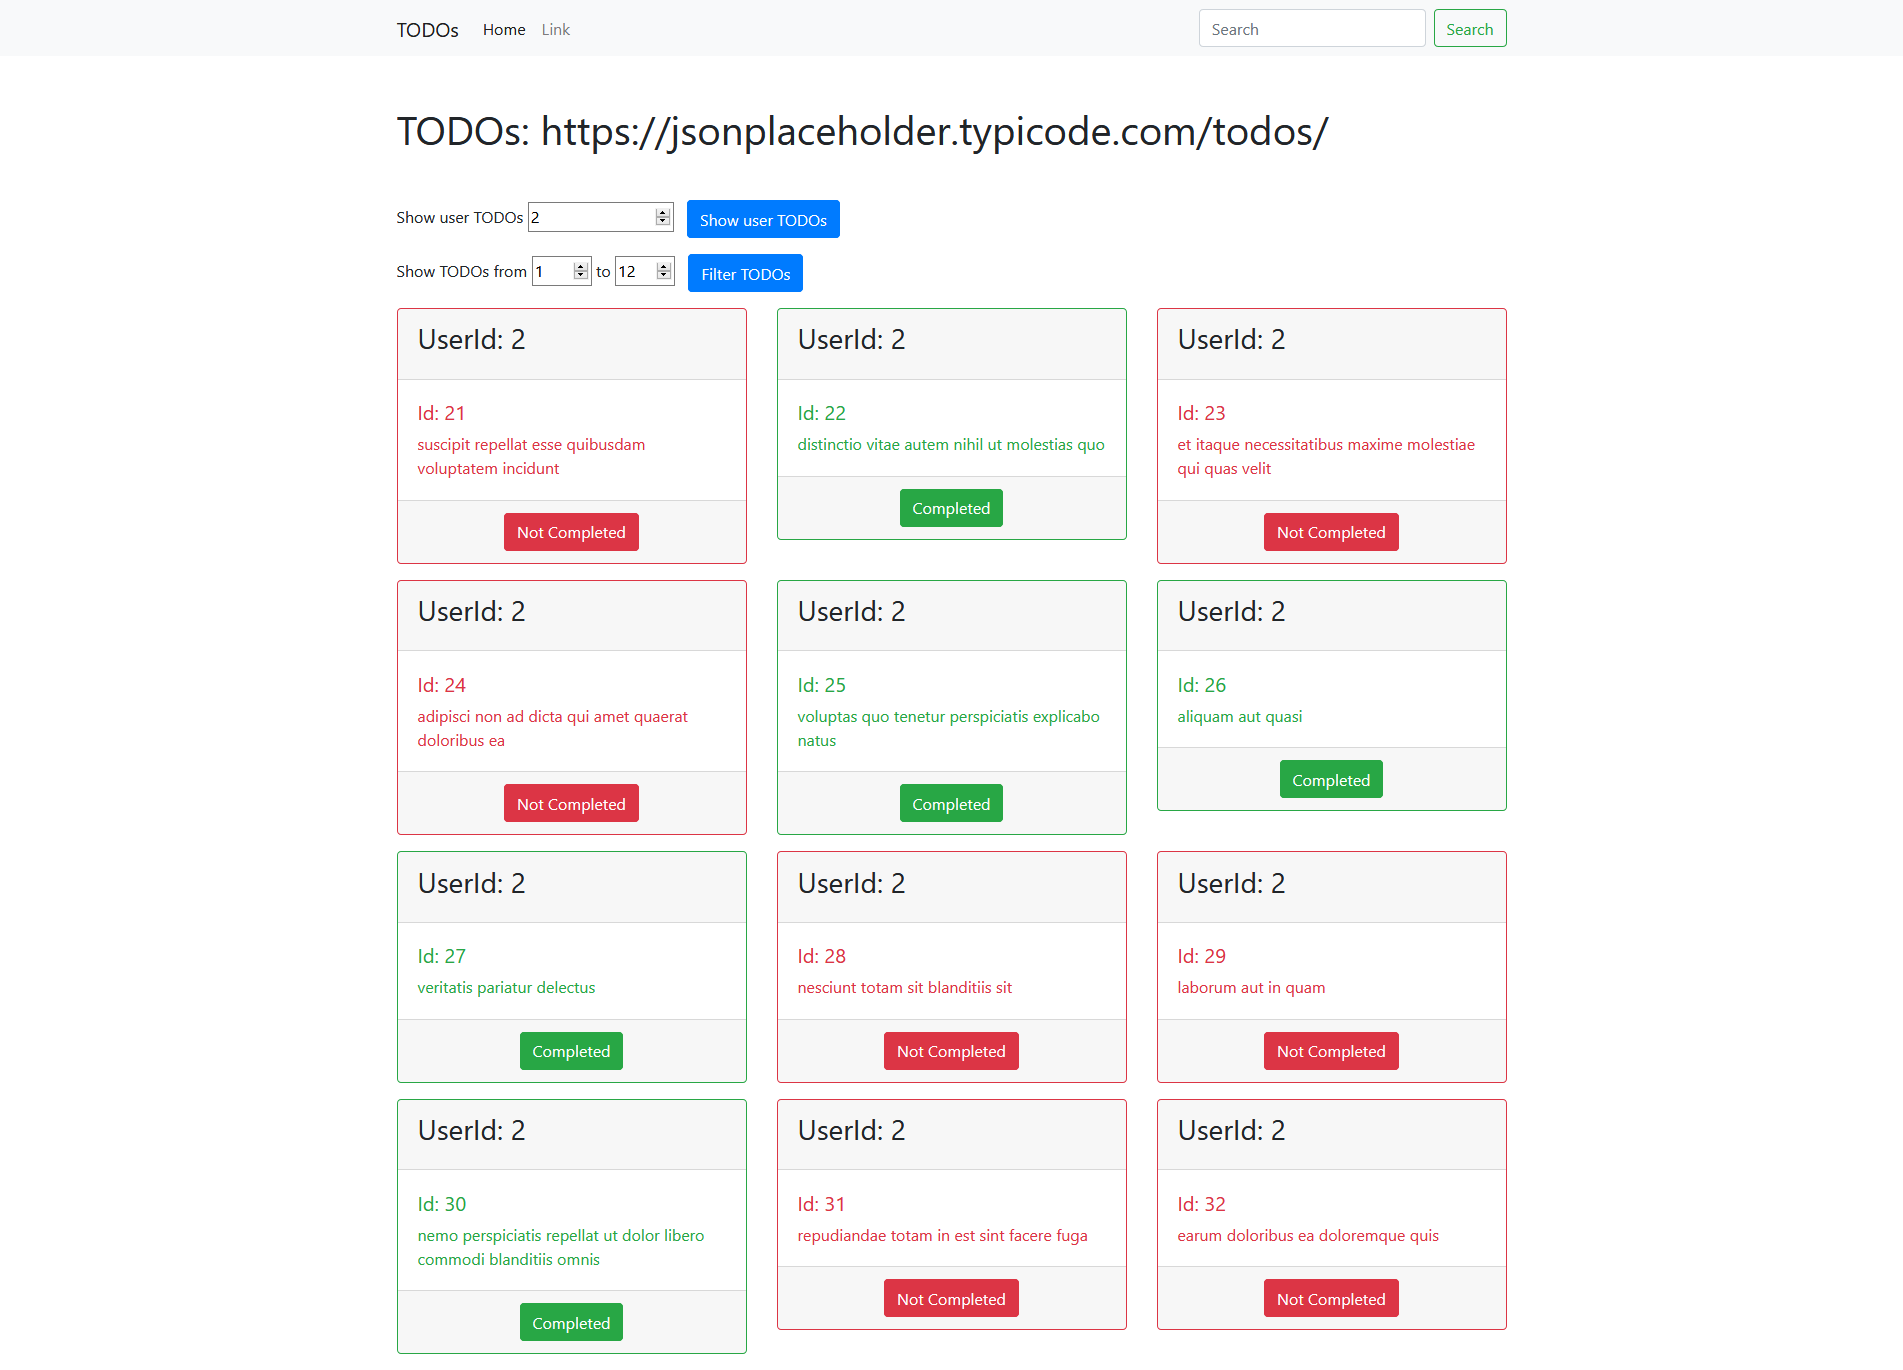 TODOs Home Link Search Search
TODOs: https://jsonplaceholder.typicode.com/todos/
Show user TODOs 2 Show user TODOs
Show TODOs from 1 to 12 Filter TODOs
UserId: 2
Id: 21
suscipit repellat esse quibusdam
voluptatem incidunt
Not Completed
UserId: 2
Id: 22
distinctio vitae autem nihil ut molestias quo
Completed
UserId: 2
Id: 23
et itaque necessitatibus maxime molestiae
qui quas velit
Not Completed
UserId: 2
Id: 24
adipisci non ad dicta qui amet quaerat
doloribus ea
Not Completed
UserId: 2
Id: 25
voluptas quo tenetur perspiciatis explicabo
natus
Completed
UserId: 2
Id: 26
aliquam aut quasi
Completed
UserId: 2
Id: 27
veritatis pariatur delectus
Completed
UserId: 2
Id: 28
nesciunt totam sit blanditiis sit
Not Completed
UserId: 2
Id: 29
laborum aut in quam
Not Completed
UserId: 2
Id: 30
nemo perspiciatis repellat ut dolor libero
commodi blanditiis omnis
Completed
UserId: 2
Id: 31
repudiandae totam in est sint facere fuga
Not Completed
UserId: 2
Id: 32
earum doloribus ea doloremque quis
Not Completed